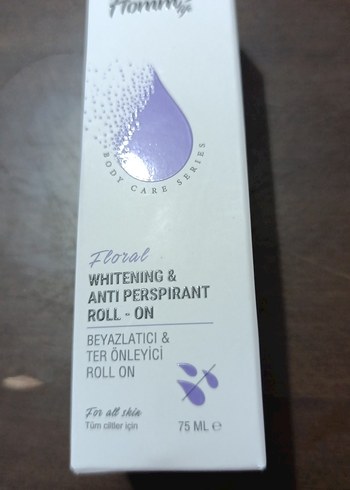 BODY CARE SERIES
Floral
WHITENING &
ANTI PERSPIRANT
ROLL - ON
BEYAZLATICI &
TER ÖNLEYİCİ
ROLL ON
For all skin
Tüm ciltler için
75 ML ℮